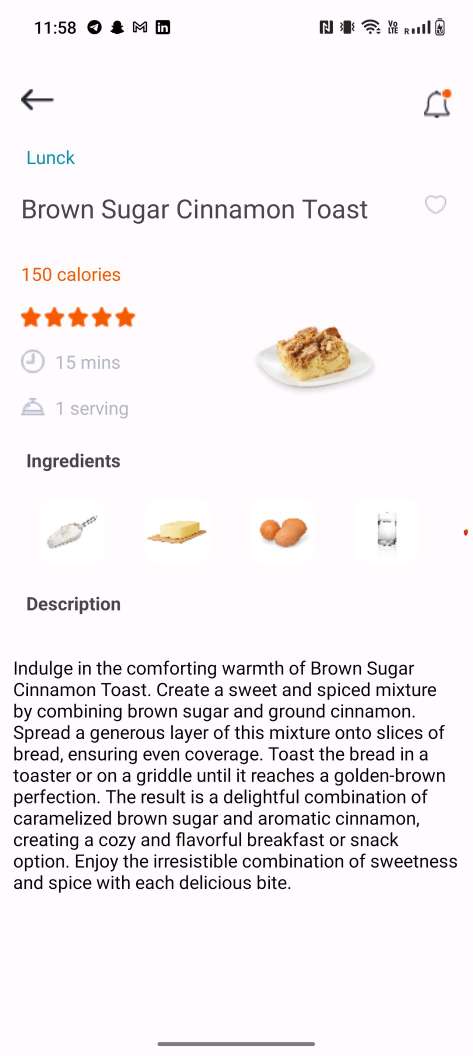 11:58
Vo
LTE
R
Lunck
Brown Sugar Cinnamon Toast
150 calories
15 mins
1 serving
Ingredients
Description
Indulge in the comforting warmth of Brown Sugar
Cinnamon Toast. Create a sweet and spiced mixture
by combining brown sugar and ground cinnamon.
Spread a generous layer of this mixture onto slices of
bread, ensuring even coverage. Toast the bread in a
toaster or on a griddle until it reaches a golden-brown
perfection. The result is a delightful combination of
caramelized brown sugar and aromatic cinnamon,
creating a cozy and flavorful breakfast or snack
option. Enjoy the irresistible combination of sweetness
and spice with each delicious bite.